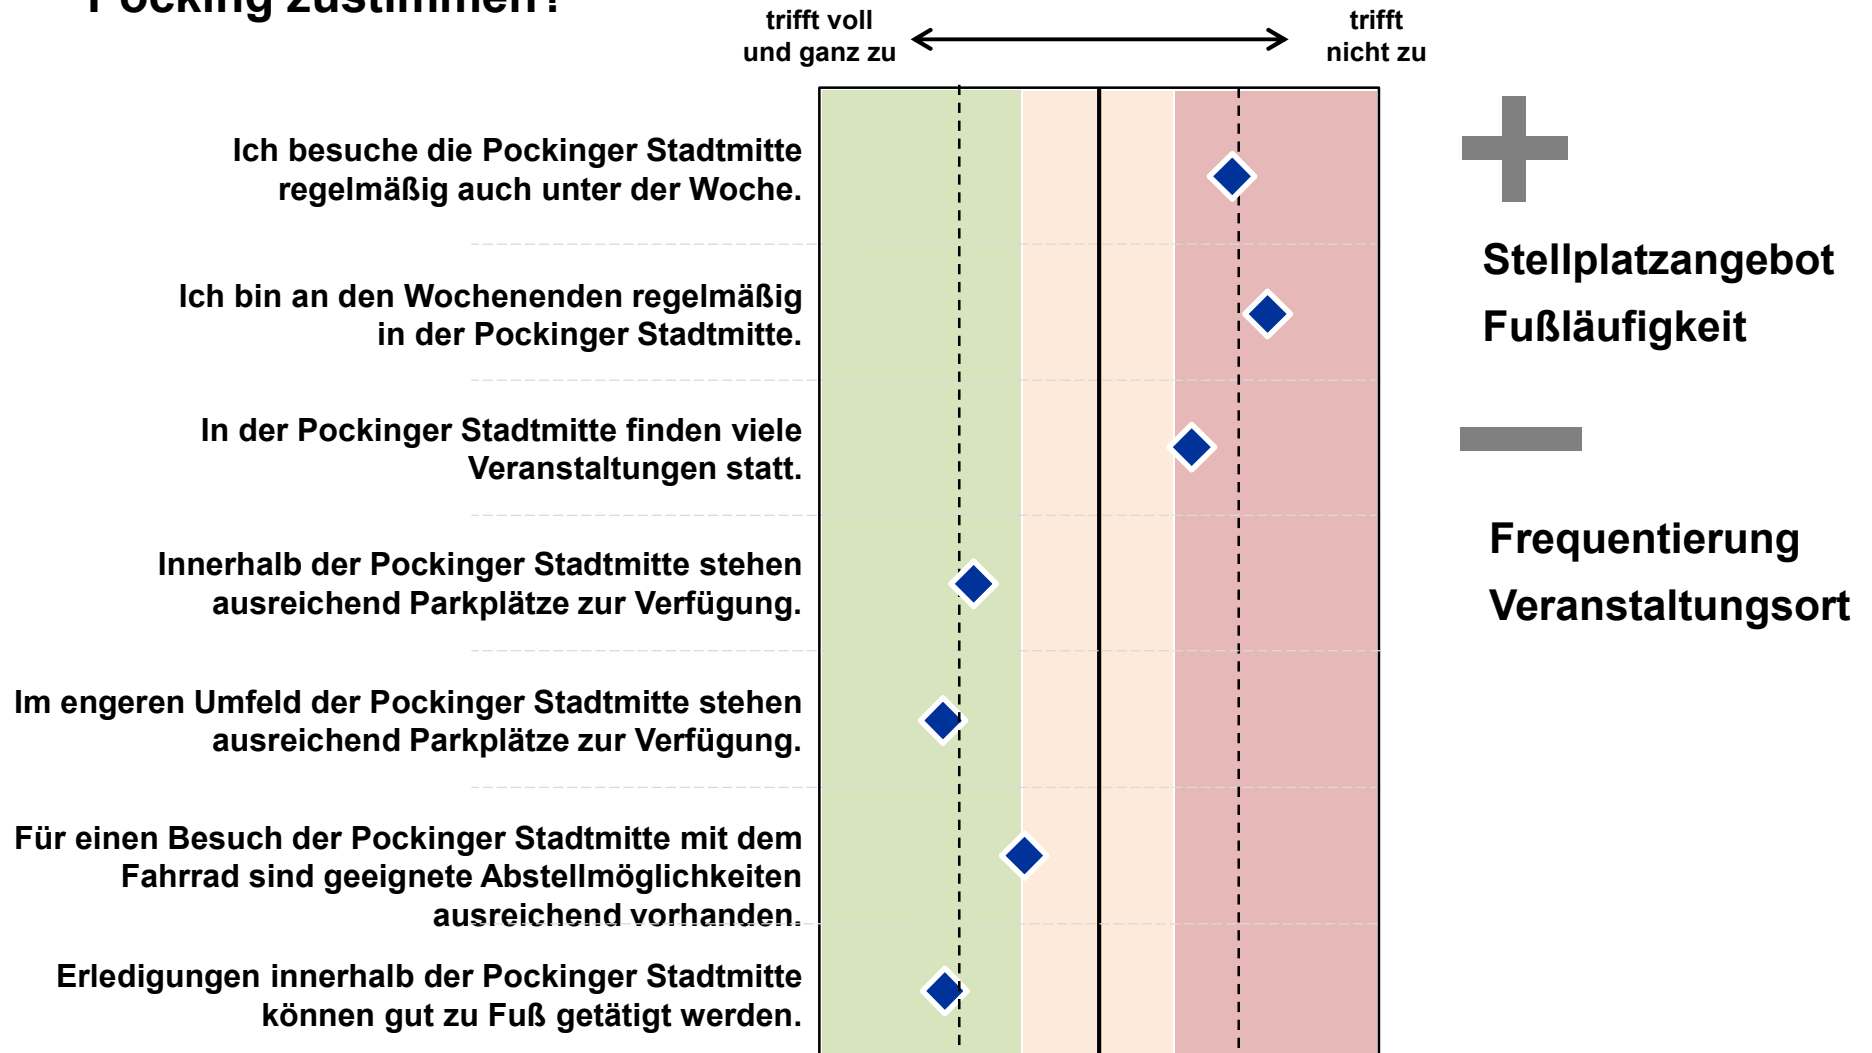 Pocking zustimmen?
trifft voll
und ganz zu
trifft
nicht zu
Ich besuche die Pockinger Stadtmitte
regelmäßig auch unter der Woche.
Ich bin an den Wochenenden regelmäßig
in der Pockinger Stadtmitte.
In der Pockinger Stadtmitte finden viele
Veranstaltungen statt.
Innerhalb der Pockinger Stadtmitte stehen
ausreichend Parkplätze zur Verfügung.
Im engeren Umfeld der Pockinger Stadtmitte stehen
ausreichend Parkplätze zur Verfügung.
Für einen Besuch der Pockinger Stadtmitte mit dem
Fahrrad sind geeignete Abstellmöglichkeiten
ausreichend vorhanden.
Erledigungen innerhalb der Pockinger Stadtmitte
können gut zu Fuß getätigt werden.
Stellplatzangebot
Fußläufigkeit
Frequentierung
Veranstaltungsort